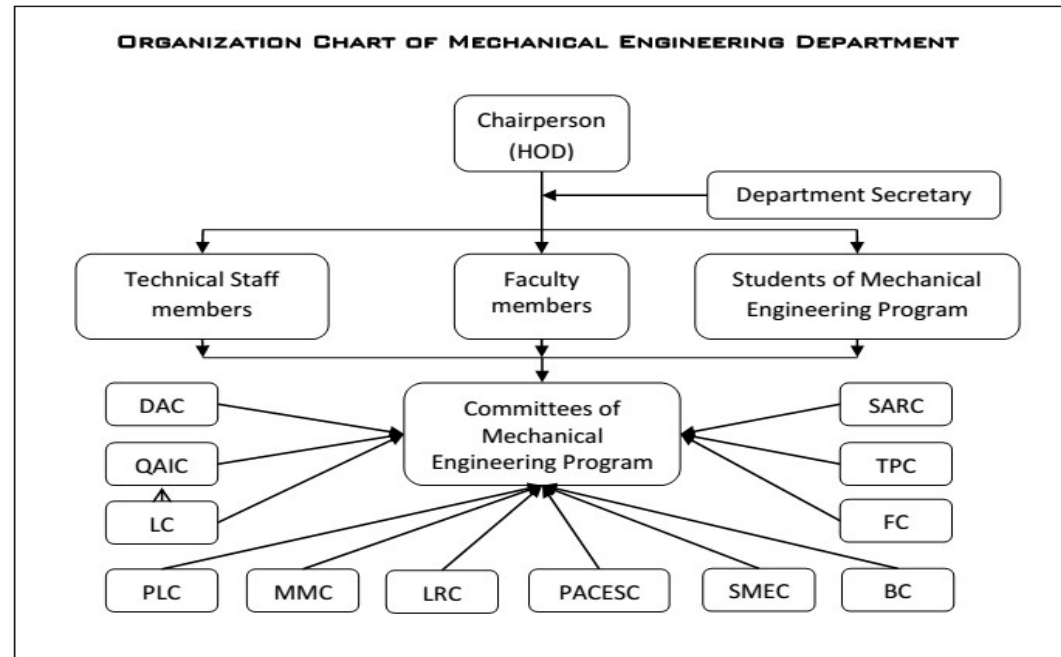 ORGANIZATION CHART OF MECHANICAL ENGINEERING DEPARTMENT
Chairperson
(HOD)
Department Secretary
Technical Staff
members
Faculty
members
Students of Mechanical
Engineering Program
DAC
QAIC
LC
Committees of
Mechanical
Engineering Program
SARC
TPC
FC
PLC
MMC
LRC
PACESC
SMEC
BC